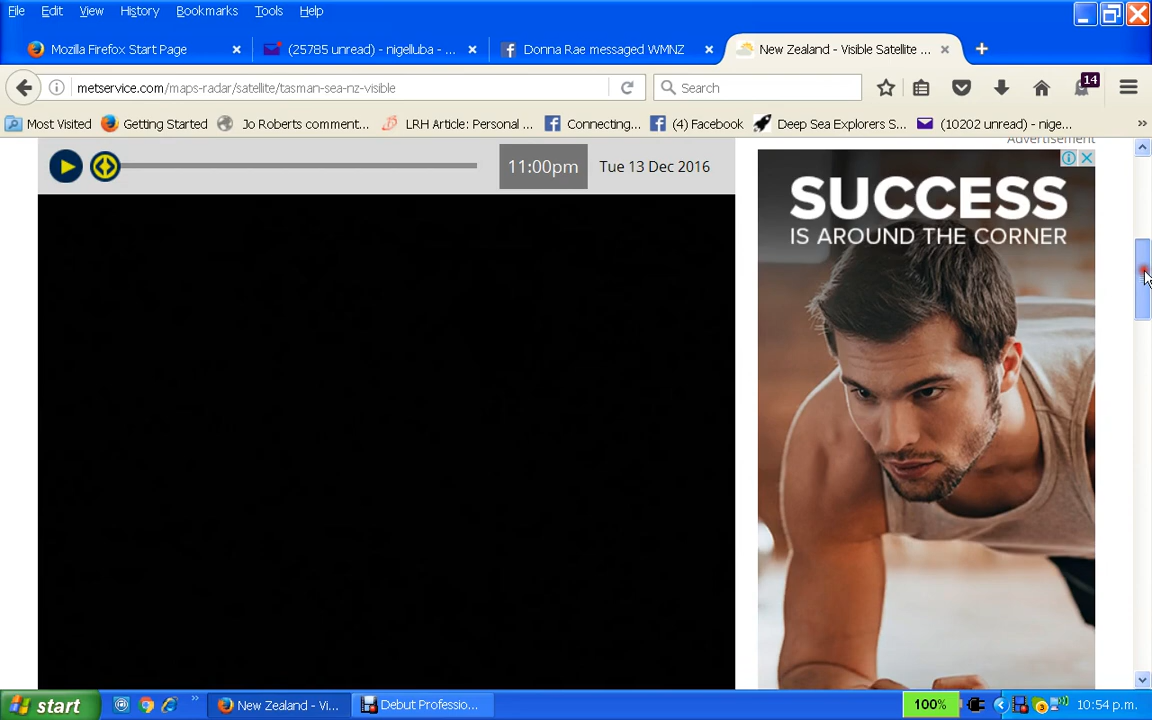 File Edit View History Bookmarks Tools Help
Mozilla Firefox Start Page (25785 unread) - nigelluba - ... Donna Rae messaged WMNZ New Zealand - Visible Satellite ...
metservice.com/maps-radar/satellite/tasman-sea-nz-visible Search 14
Most Visited Getting Started Jo Roberts comment... LRH Article: Personal ... Connecting... (4) Facebook Deep Sea Explorers S... (10202 unread) - nige...
Advertisement
11:00pm Tue 13 Dec 2016
SUCCESS
IS AROUND THE CORNER
start New Zealand - Vi... Debut Professio... 100% 3 10:54 p.m.